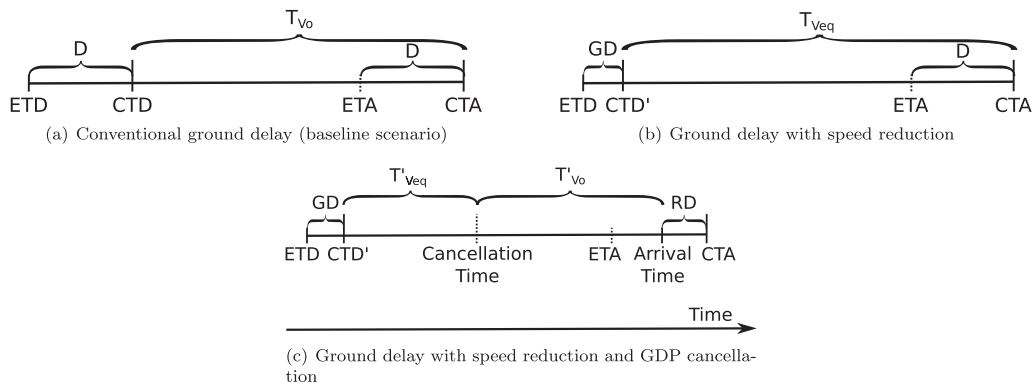 T_Vo
D
D
ETD CTD ETA CTA
(a) Conventional ground delay (baseline scenario)
T_Veq
GD
D
ETD CTD' ETA CTA
(b) Ground delay with speed reduction
T'_Veq T'_Vo
GD RD
ETD CTD' Cancellation Time ETA Arrival Time CTA
Time
(c) Ground delay with speed reduction and GDP cancella-
tion